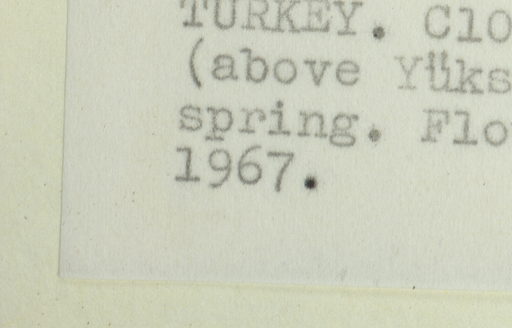 TURKEY. Clo
(above Yüks
spring. Flo
1967.